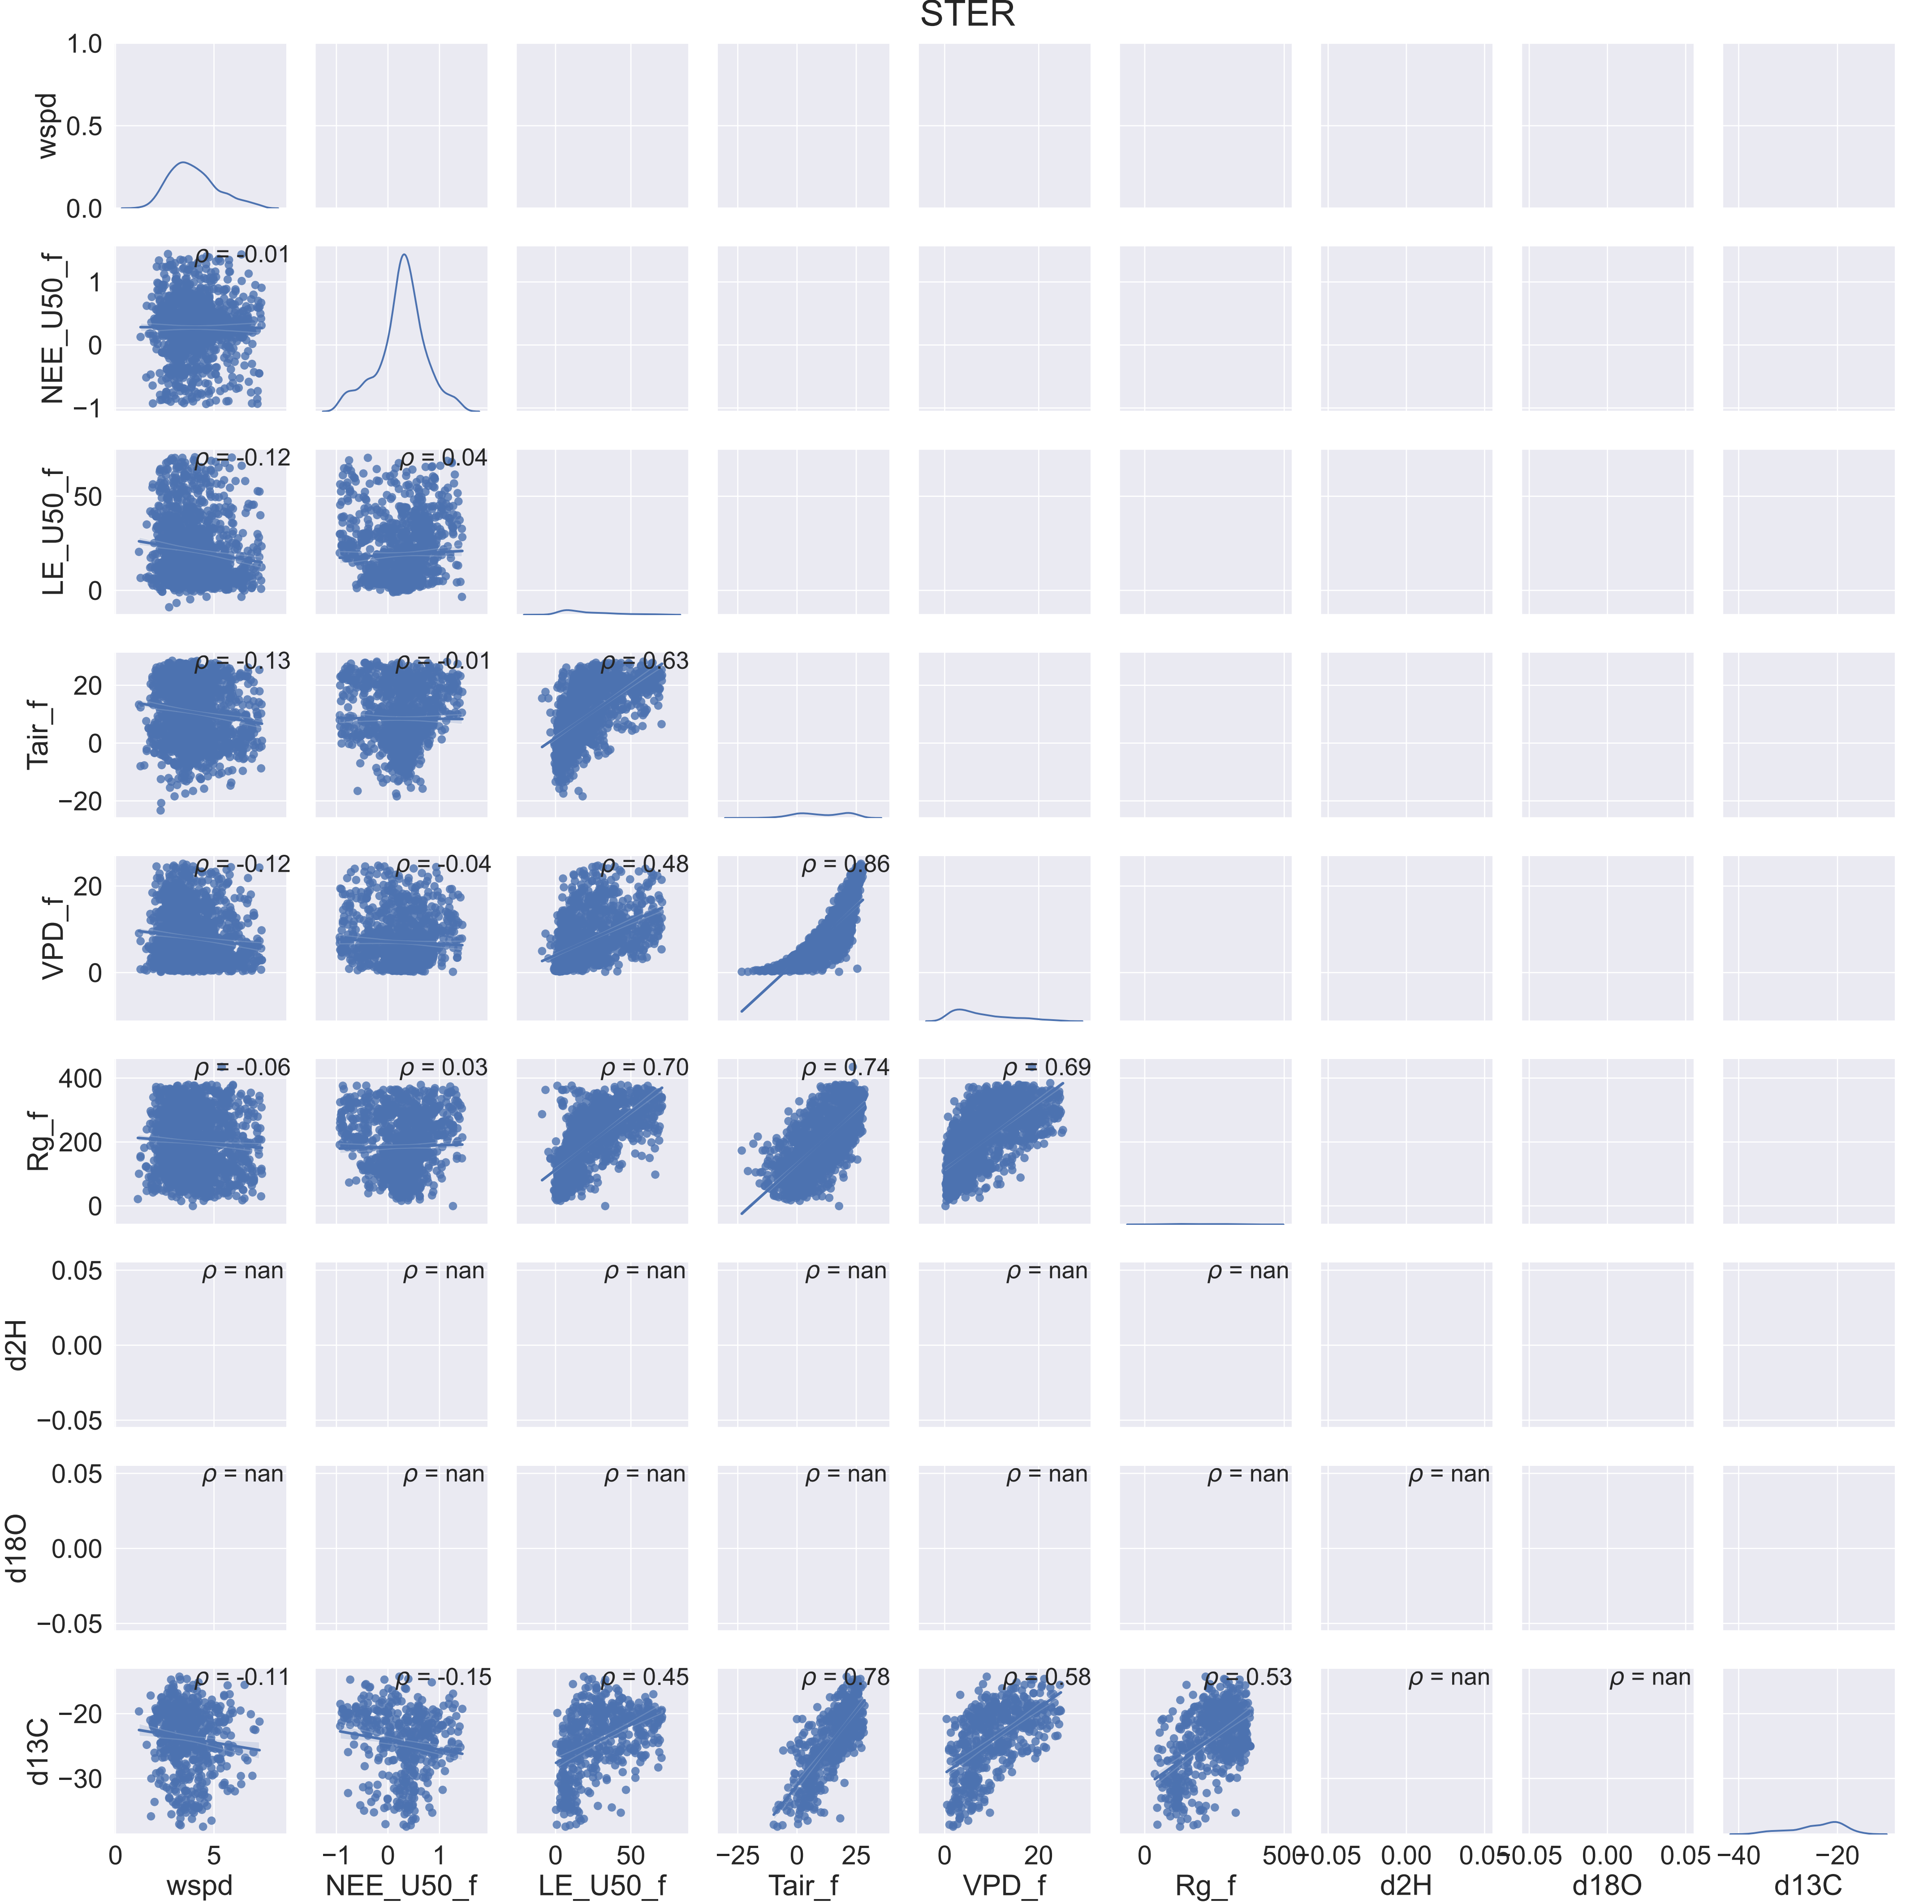 STER
1.0
0.5
0.0
wspd
ρ = -0.01
1
0
−1
NEE_U50_f
ρ = -0.12
ρ = 0.04
50
0
LE_U50_f
ρ = -0.13
ρ = -0.01
ρ = 0.63
20
0
−20
Tair_f
ρ = -0.12
ρ = -0.04
ρ = 0.48
ρ = 0.86
20
0
VPD_f
ρ = -0.06
ρ = 0.03
ρ = 0.70
ρ = 0.74
ρ = 0.69
400
200
0
Rg_f
ρ = nan
ρ = nan
ρ = nan
ρ = nan
ρ = nan
ρ = nan
0.05
0.00
−0.05
d2H
ρ = nan
ρ = nan
ρ = nan
ρ = nan
ρ = nan
ρ = nan
ρ = nan
0.05
0.00
−0.05
d18O
ρ = -0.11
ρ = -0.15
ρ = 0.45
ρ = 0.78
ρ = 0.58
ρ = 0.53
ρ = nan
ρ = nan
−20
−30
d13C
0 5
−1 0 1
0 50
−25 0 25
0 20
0 500
−0.05 0.00 0.05
−0.05 0.00 0.05
−40 −20
wspd
NEE_U50_f
LE_U50_f
Tair_f
VPD_f
Rg_f
d2H
d18O
d13C